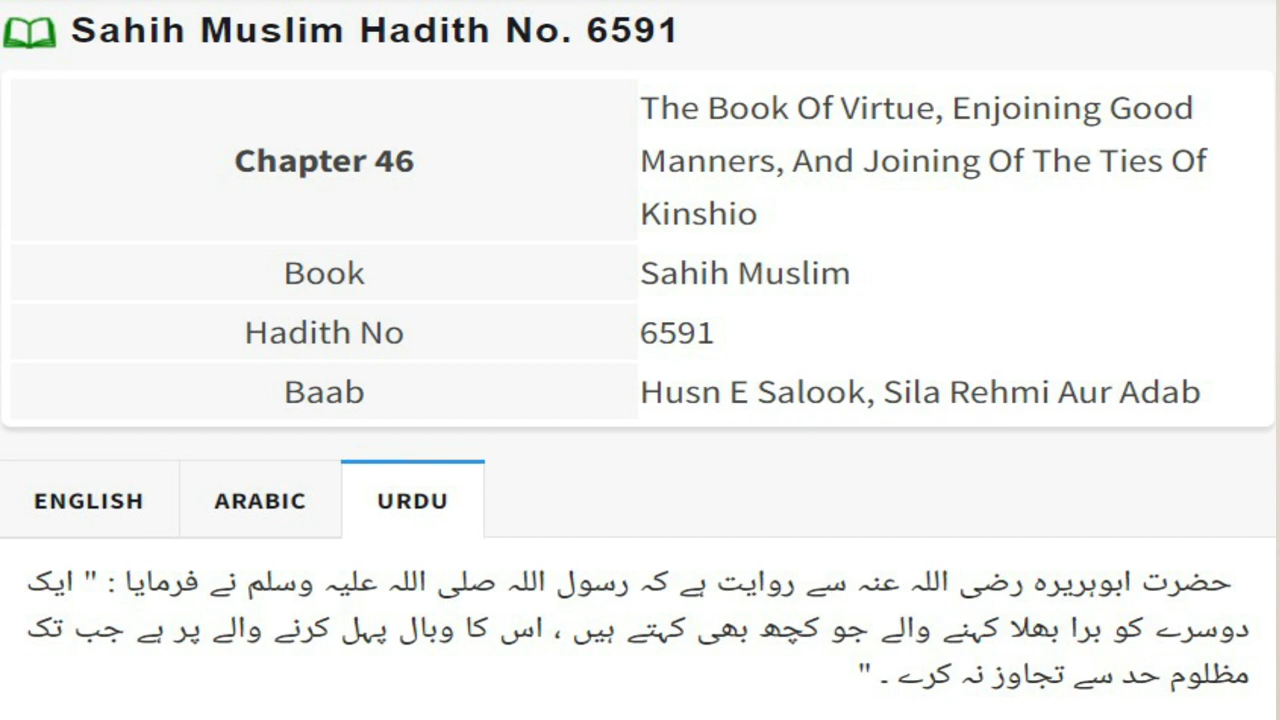 Sahih Muslim Hadith No. 6591
Chapter 46
The Book Of Virtue, Enjoining Good
Manners, And Joining Of The Ties Of
Kinshio
Book
Sahih Muslim
Hadith No
6591
Baab
Husn E Salook, Sila Rehmi Aur Adab
ENGLISH
ARABIC
URDU
حضرت ابوہریرہ رضی اللہ عنہ سے روایت ہے کہ رسول اللہ صلی اللہ علیہ وسلم نے فرمایا : " ایک
دوسرے کو برا بھلا کہنے والے جو کچھ بھی کہتے ہیں ، اس کا وبال پہل کرنے والے پر ہے جب تک
مظلوم حد سے تجاوز نہ کرے ۔ "